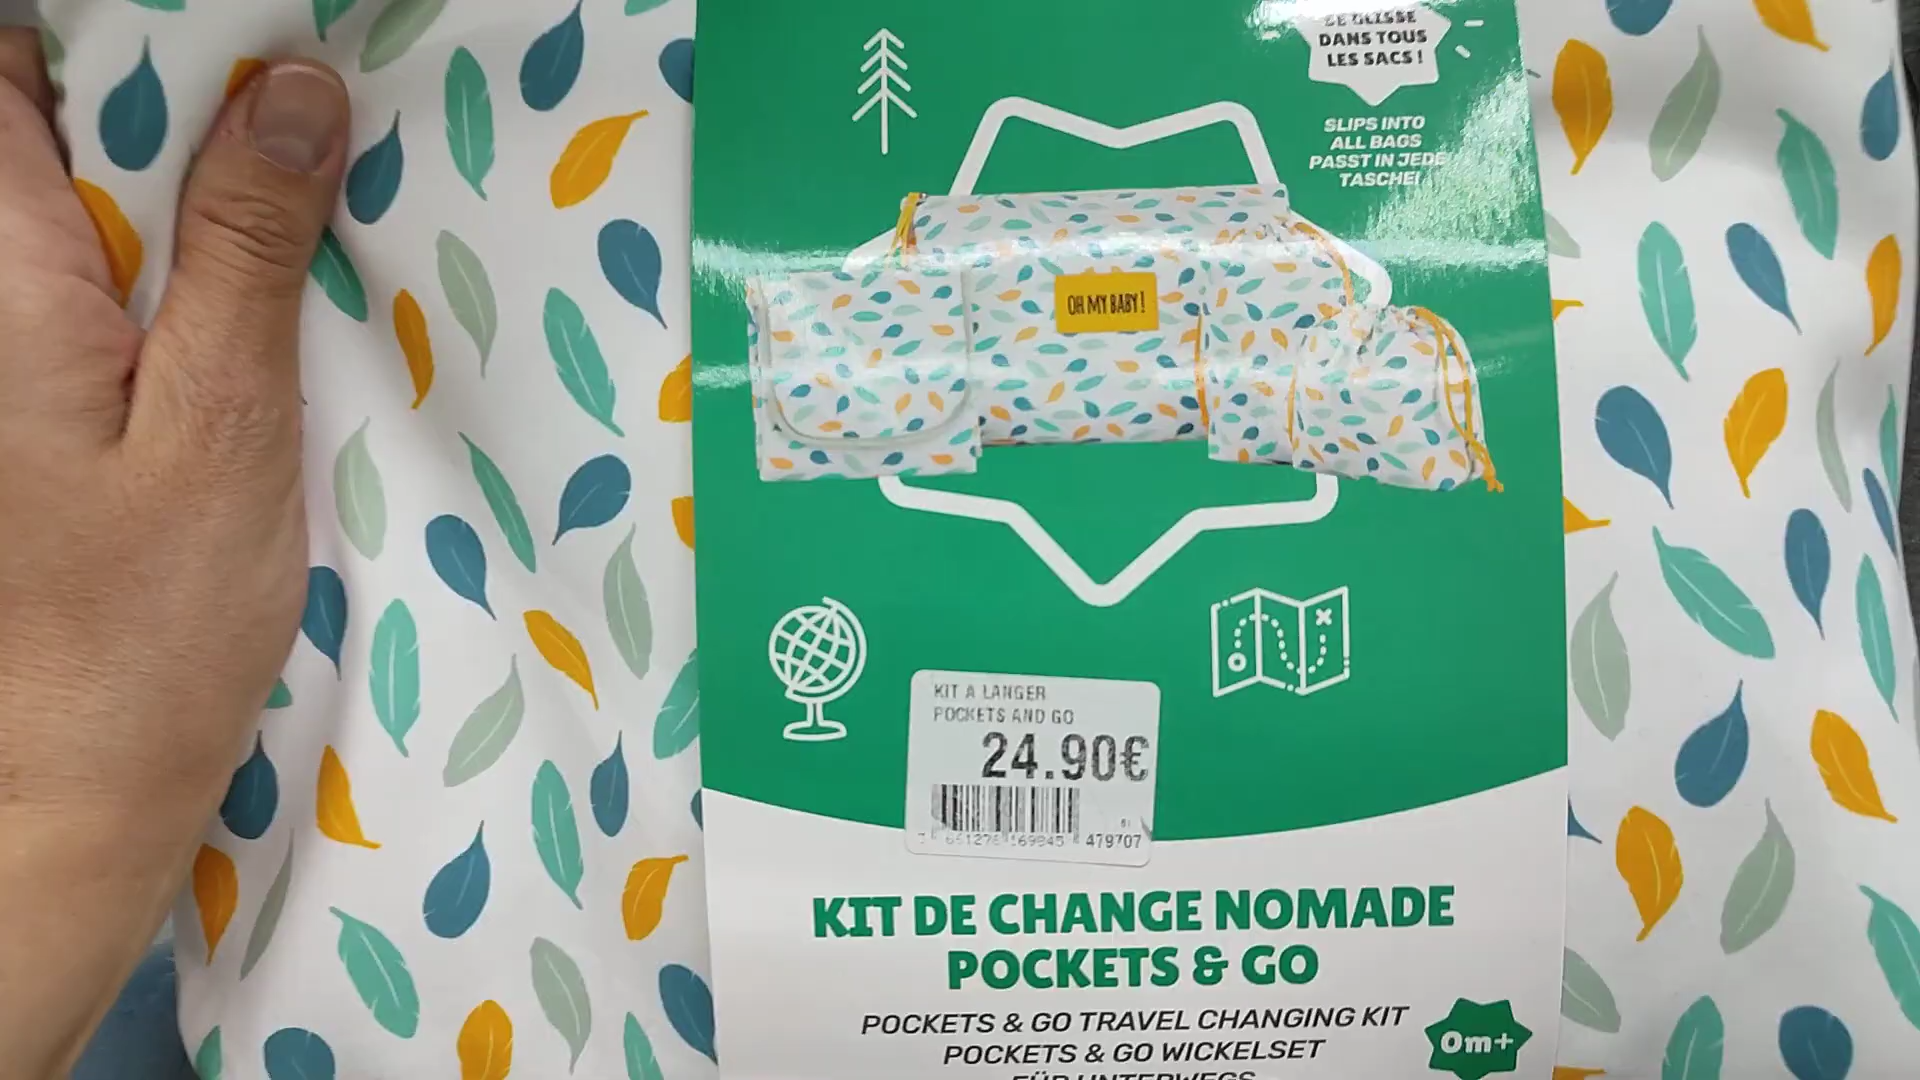 DANS TOUS
LES SACS !
SLIPS INTO
ALL BAGS
PASST IN JEDE
TASCHE!
OH MY BABY!
KIT A LANGER
POCKETS AND GO
24.90€
479707
KIT DE CHANGE NOMADE
POCKETS & GO
POCKETS & GO TRAVEL CHANGING KIT
POCKETS & GO WICKELSET
FÜR UNTERWEGS
0m+